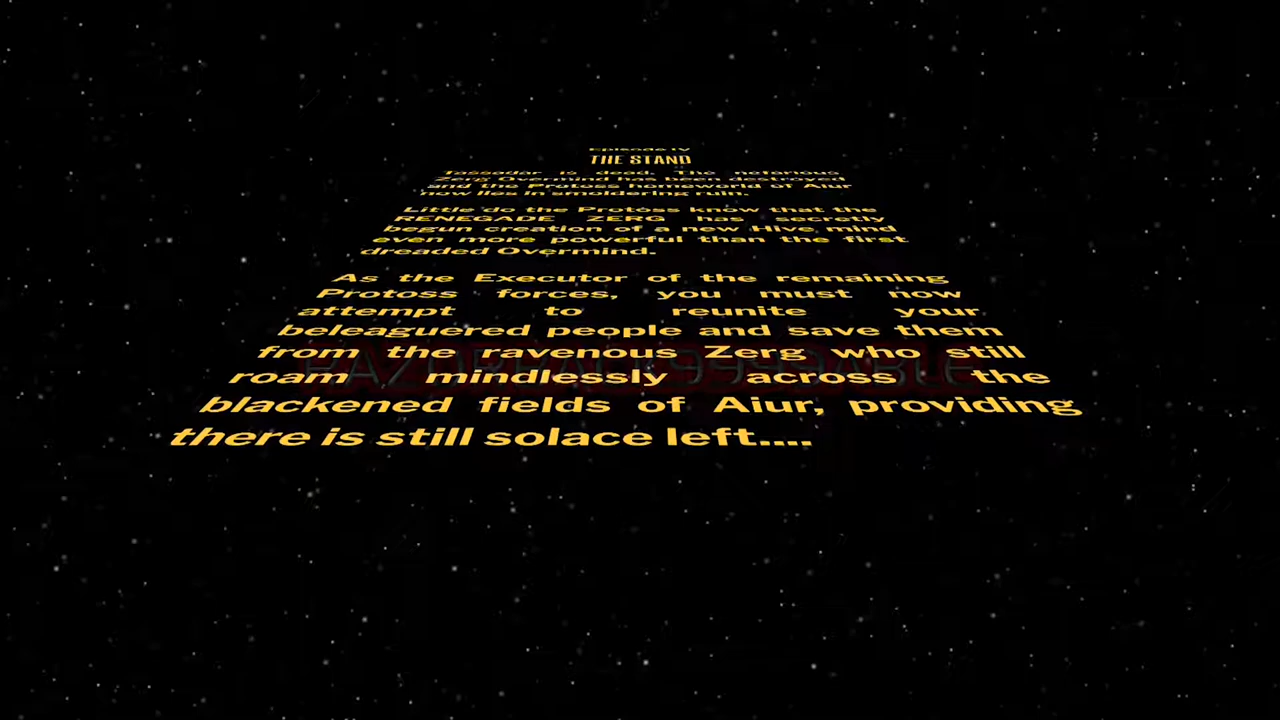 Episode IV
THE STAND
Tassadar is dead. The notorious
Zerg Overmind has been destroyed
and the Protoss homeworld of Aiur
now lies in smoldering ruin.
Little do the Protoss know that the
RENEGADE ZERG has secretly
begun creation of a new Hive mind
even more powerful than the first
dreaded Overmind.
As the Executor of the remaining
Protoss forces, you must now
attempt to reunite your
beleaguered people and save them
from the ravenous Zerg who still
roam mindlessly across the
blackened fields of Aiur, providing
there is still solace left....